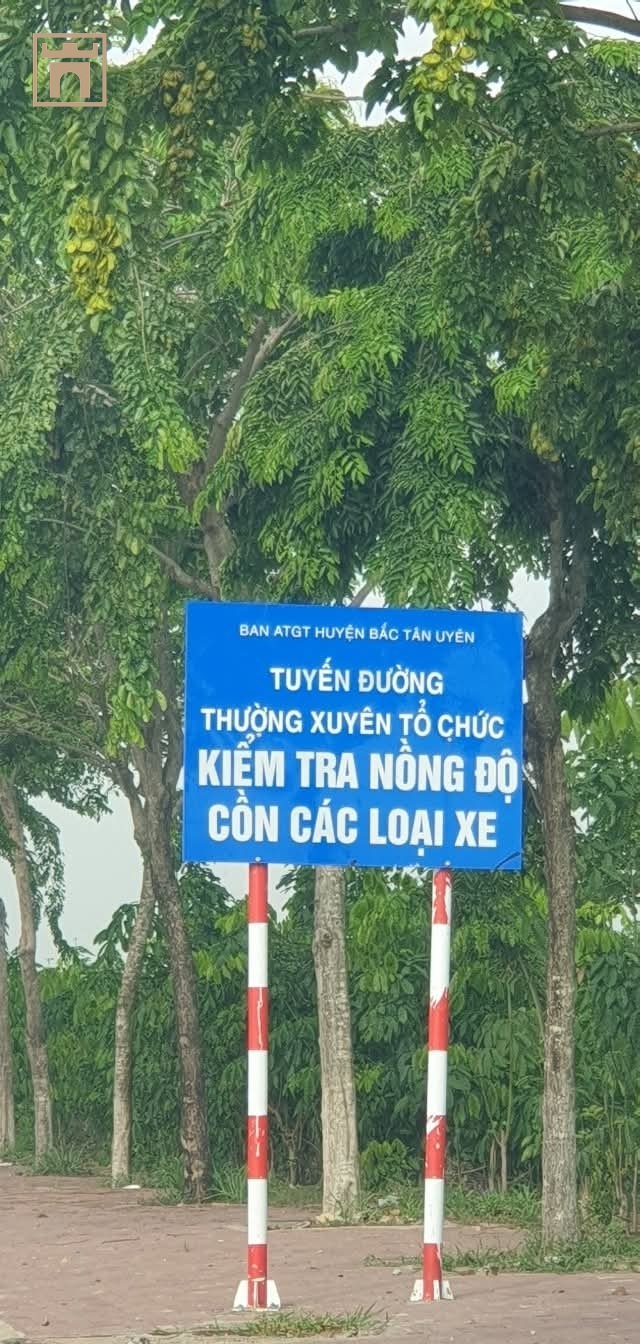 BAN ATGT HUYỆN BẮC TÂN UYÊN
TUYẾN ĐƯỜNG
THƯỜNG XUYÊN TỔ CHỨC
KIỂM TRA NỒNG ĐỘ
CỒN CÁC LOẠI XE